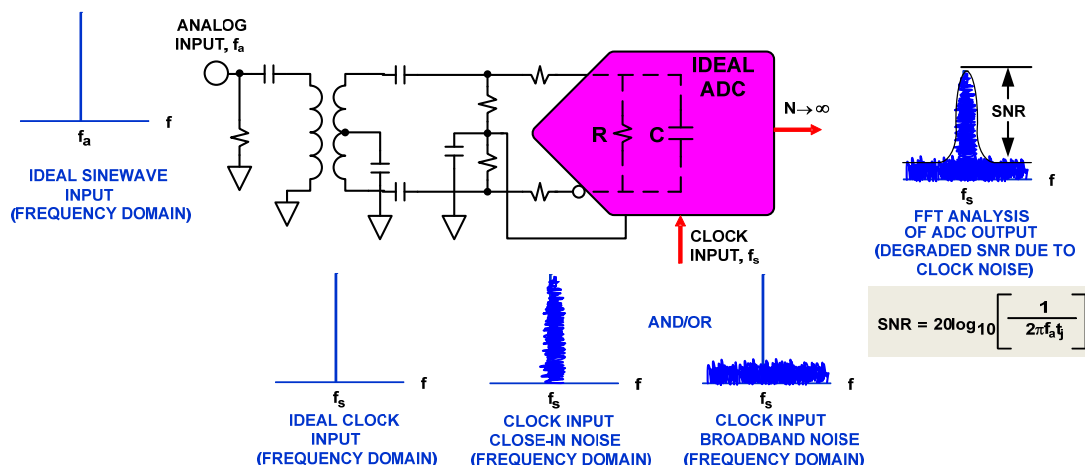 ANALOG
INPUT, fa
fa
f
IDEAL SINEWAVE
INPUT
(FREQUENCY DOMAIN)
IDEAL
ADC
R
C
N→∞
CLOCK
INPUT, fs
SNR
fs
f
FFT ANALYSIS
OF ADC OUTPUT
(DEGRADED SNR DUE TO
CLOCK NOISE)
SNR = 20log10[1/2πfatj]
fs
f
IDEAL CLOCK
INPUT
(FREQUENCY DOMAIN)
fs
f
CLOCK INPUT
CLOSE-IN NOISE
(FREQUENCY DOMAIN)
AND/OR
fs
f
CLOCK INPUT
BROADBAND NOISE
(FREQUENCY DOMAIN)